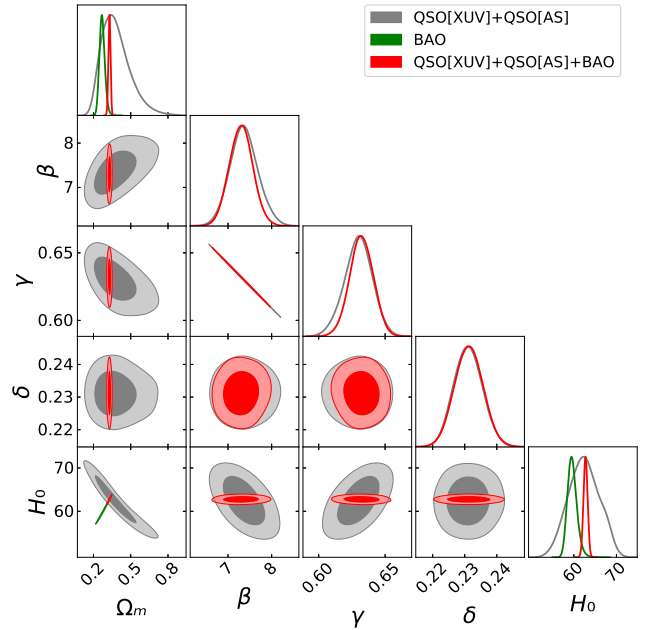 QSO[XUV]+QSO[AS]
BAO
QSO[XUV]+QSO[AS]+BAO
β
8
7
γ
0.65
0.60
δ
0.24
0.23
0.22
H₀
70
62
0.2 0.5 0.8
7 8
0.60 0.65
0.22 0.23 0.24
60 70
Ωₘ
β
γ
δ
H₀